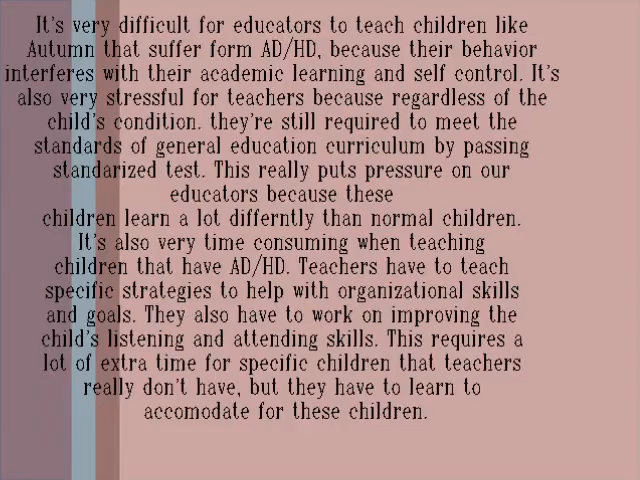 It's very difficult for educators to teach children like
Autumn that suffer form AD/HD, because their behavior
interferes with their academic learning and self control. It's
also very stressful for teachers because regardless of the
child's condition. they're still required to meet the
standards of general education curriculum by passing
standarized test. This really puts pressure on our
educators because these
children learn a lot differntly than normal children.
It's also very time consuming when teaching
children that have AD/HD. Teachers have to teach
specific strategies to help with organizational skills
and goals. They also have to work on improving the
child's listening and attending skills. This requires a
lot of extra time for specific children that teachers
really don't have, but they have to learn to
accomodate for these children.